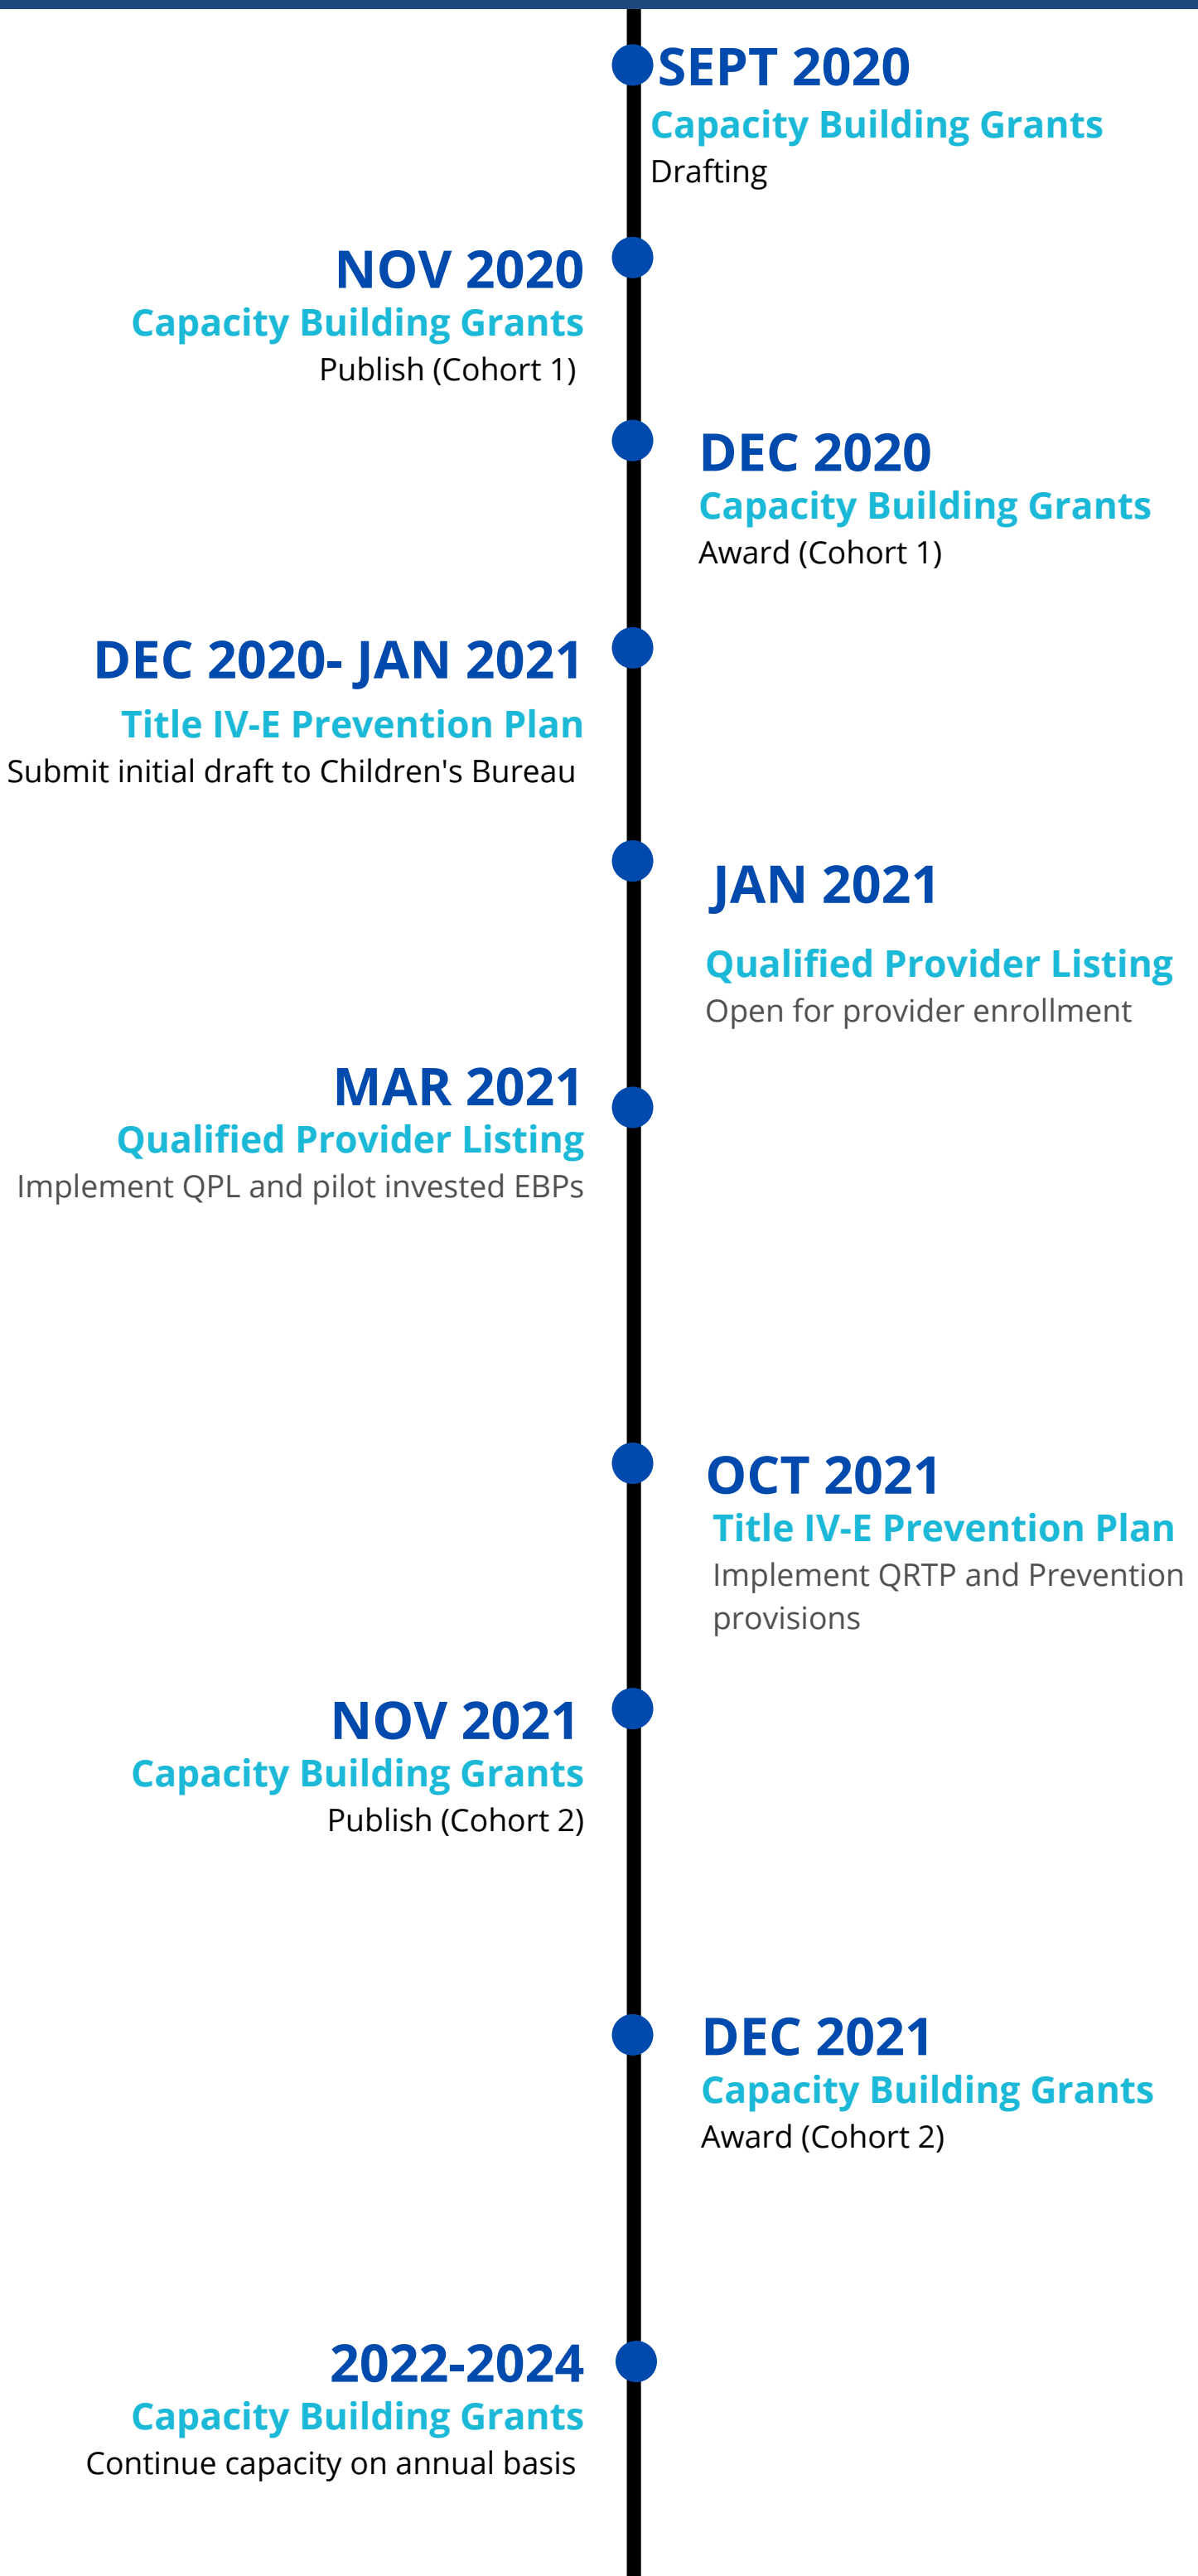 SEPT 2020
Capacity Building Grants
Drafting
NOV 2020
Capacity Building Grants
Publish (Cohort 1)
DEC 2020
Capacity Building Grants
Award (Cohort 1)
DEC 2020- JAN 2021
Title IV-E Prevention Plan
Submit initial draft to Children's Bureau
JAN 2021
Qualified Provider Listing
Open for provider enrollment
MAR 2021
Qualified Provider Listing
Implement QPL and pilot invested EBPs
OCT 2021
Title IV-E Prevention Plan
Implement QRTP and Prevention
provisions
NOV 2021
Capacity Building Grants
Publish (Cohort 2)
DEC 2021
Capacity Building Grants
Award (Cohort 2)
2022-2024
Capacity Building Grants
Continue capacity on annual basis